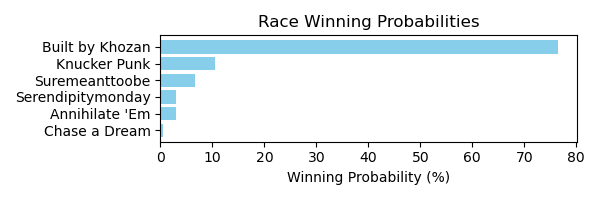 Race Winning Probabilities
Built by Khozan
Knucker Punk
Suremeanttoobe
Serendipitymonday
Annihilate 'Em
Chase a Dream
0 10 20 30 40 50 60 70 80
Winning Probability (%)